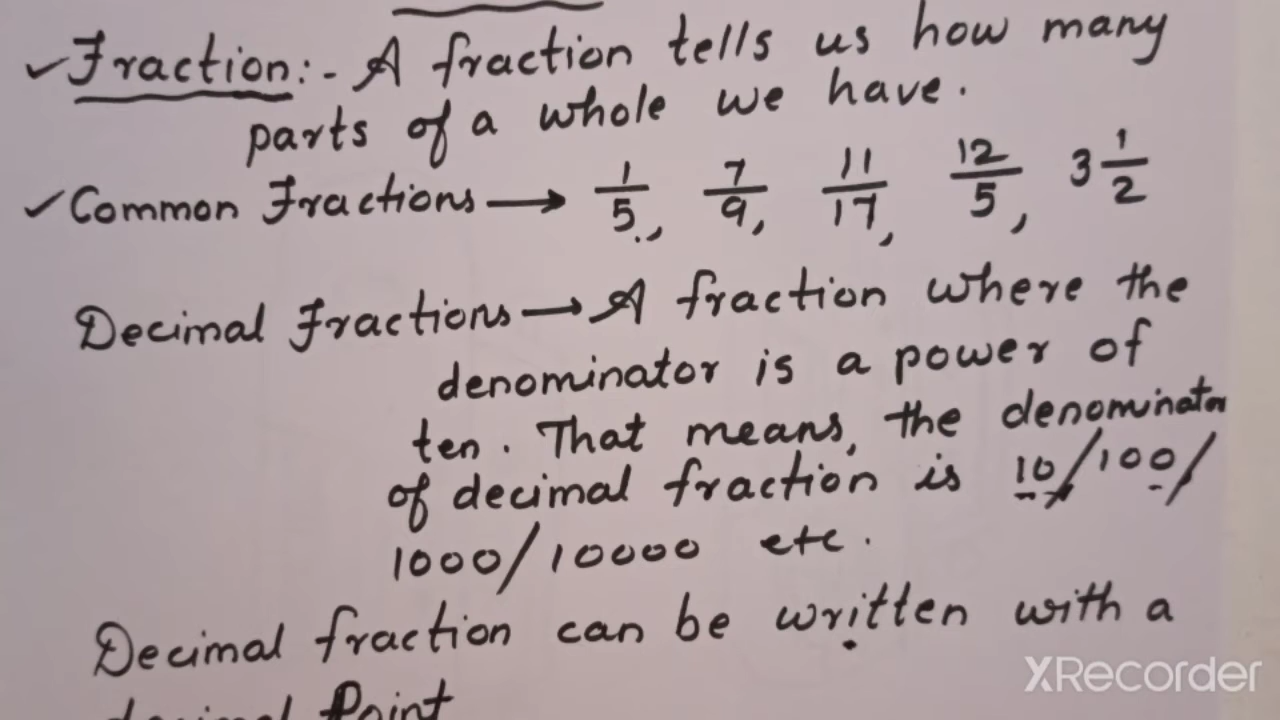 Fraction:- A fraction tells us how many
parts of a whole we have.
Common Fractions → 1/5, 7/9, 11/17, 12/5, 3 1/2
Decimal Fractions → A fraction where the
denominator is a power of
ten. That means, the denominator
of decimal fraction is 10/100/
1000/10000 etc.
Decimal fraction can be written with a
decimal Point
XRecorder